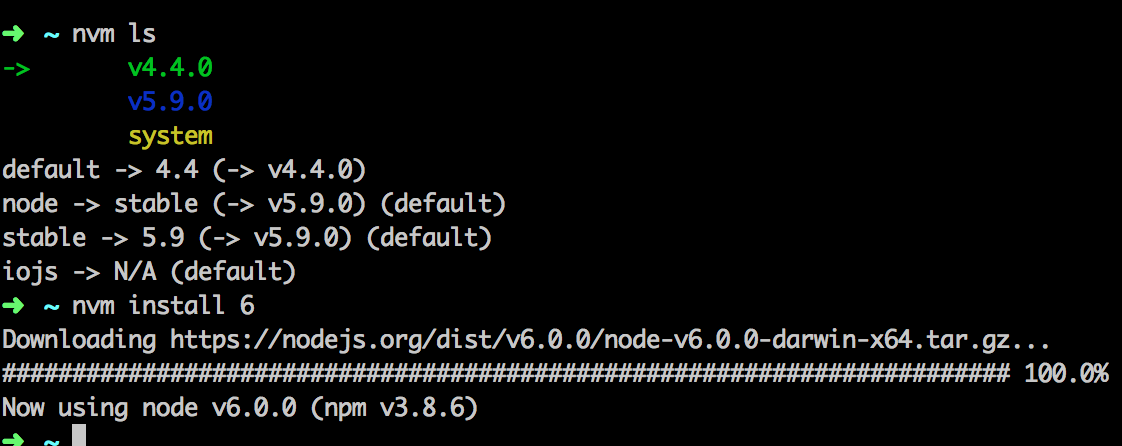 ➜ ~ nvm ls
-> v4.4.0
v5.9.0
system
default -> 4.4 (-> v4.4.0)
node -> stable (-> v5.9.0) (default)
stable -> 5.9 (-> v5.9.0) (default)
iojs -> N/A (default)
➜ ~ nvm install 6
Downloading https://nodejs.org/dist/v6.0.0/node-v6.0.0-darwin-x64.tar.gz...
######################################################################## 100.0%
Now using node v6.0.0 (npm v3.8.6)
➜ ~